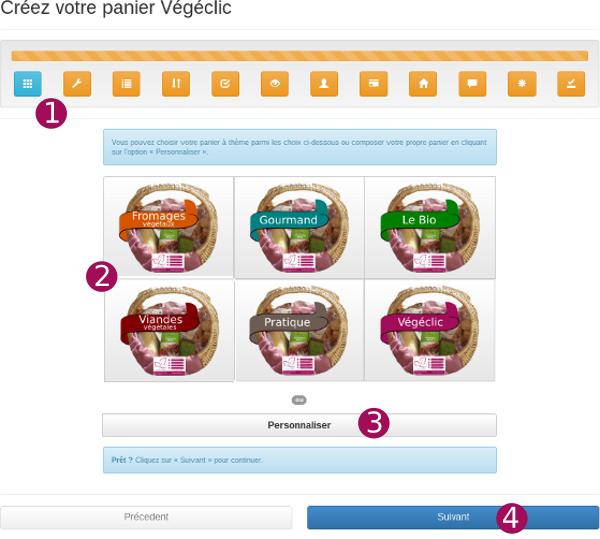 Créez votre panier Végéclic
1
Vous pouvez choisir votre panier à thème parmi les choix ci-dessous ou composer votre propre panier en cliquant
sur l'option « Personnaliser ».
Fromages
végétaux
Gourmand
Le Bio
2
Viandes
végétales
Pratique
Végéclic
ou
Personnaliser
3
Prêt ? Cliquez sur « Suivant » pour continuer.
Précedent
Suivant
4